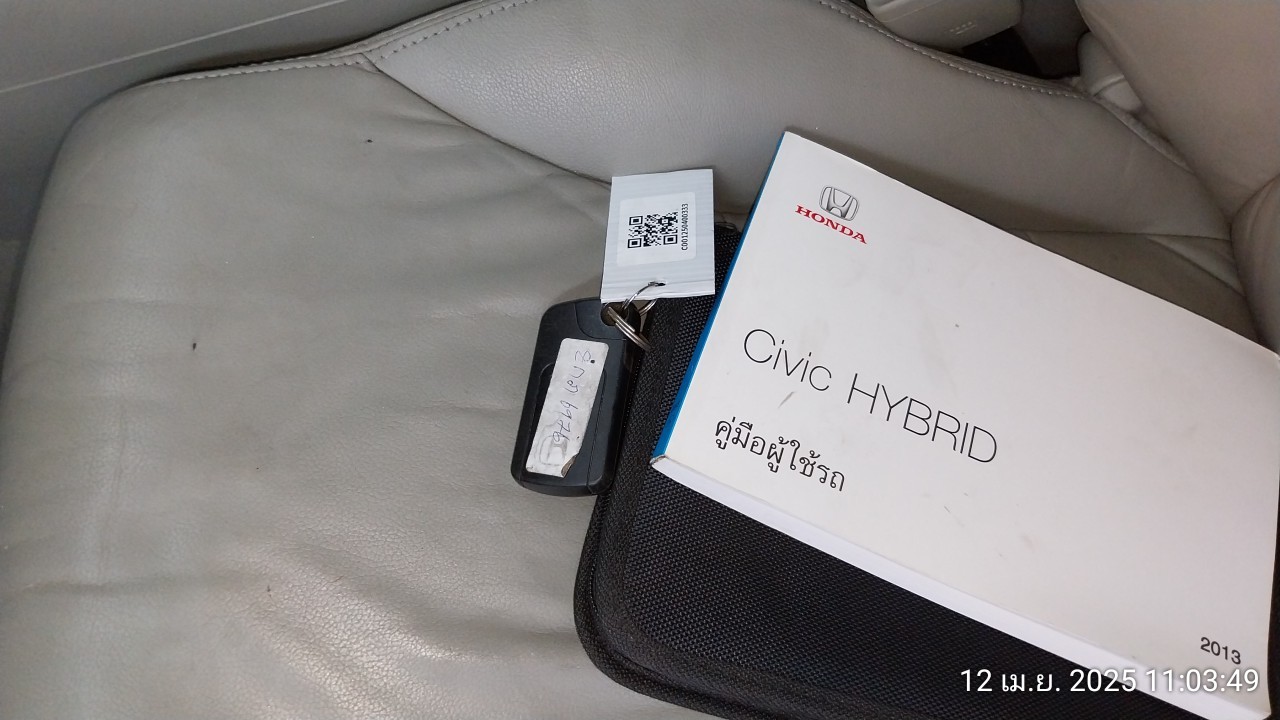 C001250400333
HONDA
Civic HYBRID
คู่มือผู้ใช้รถ
2013
12 เม.ย. 2025 11:03:49